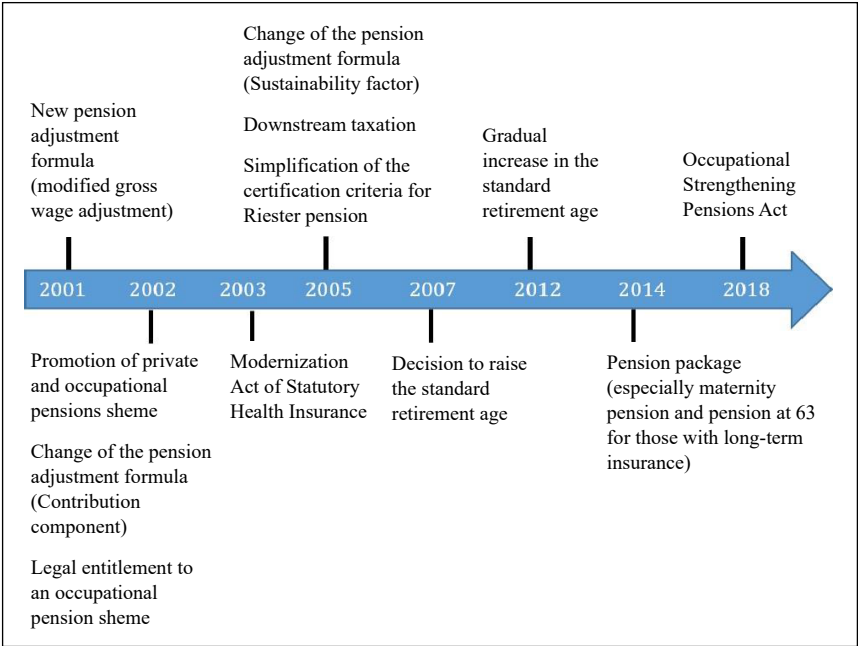 Change of the pension
adjustment formula
(Sustainability factor)
Downstream taxation
Simplification of the
certification criteria for
Riester pension
New pension
adjustment
formula
(modified gross
wage adjustment)
Gradual
increase in the
standard
retirement age
Occupational
Strengthening
Pensions Act
2001 2002 2003 2005 2007 2012 2014 2018
Promotion of private
and occupational
pensions sheme
Change of the pension
adjustment formula
(Contribution
component)
Legal entitlement to
an occupational
pension sheme
Modernization
Act of Statutory
Health Insurance
Decision to raise
the standard
retirement age
Pension package
(especially maternity
pension and pension at 63
for those with long-term
insurance)